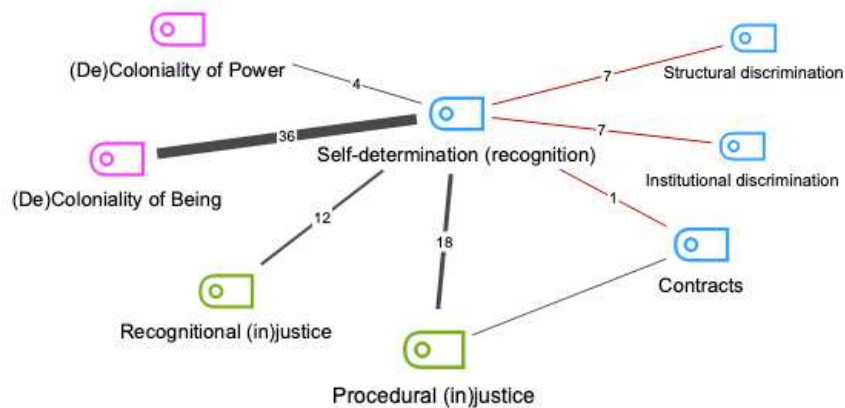 (De)Coloniality of Power
Structural discrimination
7
4
36
Self-determination (recognition)
7
Institutional discrimination
(De)Coloniality of Being
1
12
18
Contracts
Recognitional (in)justice
Procedural (in)justice